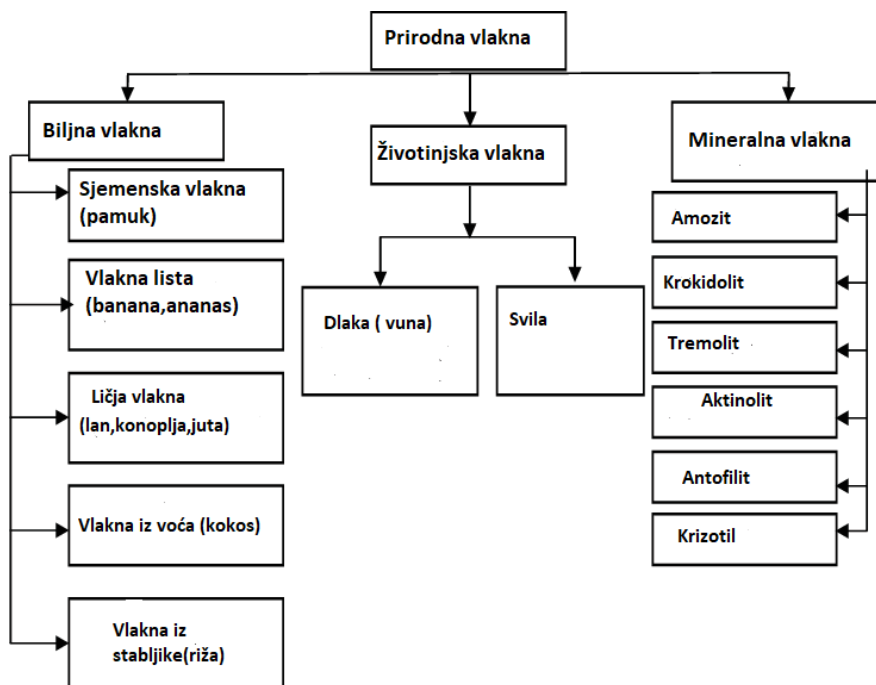 Prirodna vlakna
Biljna vlakna
Životinjska vlakna
Mineralna vlakna
Sjemenska vlakna
(pamuk)
Vlakna lista
(banana,ananas)
Ličja vlakna
(lan,konoplja,juta)
Vlakna iz voća (kokos)
Vlakna iz
stabljike(riža)
Dlaka ( vuna)
Svila
Amozit
Krokidolit
Tremolit
Aktinolit
Antofilit
Krizotil